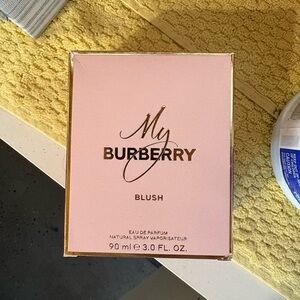 My
BURBERRY
BLUSH
EAU DE PARFUM
NATURAL SPRAY VAPORISATEUR
90 ml ℮ 3.0 FL. OZ.